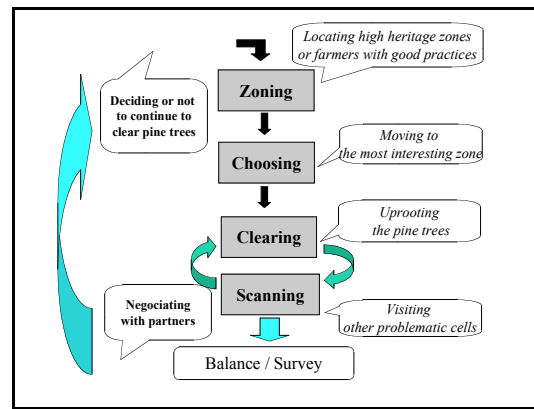 Locating high heritage zones
or farmers with good practices
Zoning
Deciding or not
to continue to
clear pine trees
Choosing
Moving to
the most interesting zone
Clearing
Uprooting
the pine trees
Scanning
Negociating
with partners
Visiting
other problematic cells
Balance / Survey